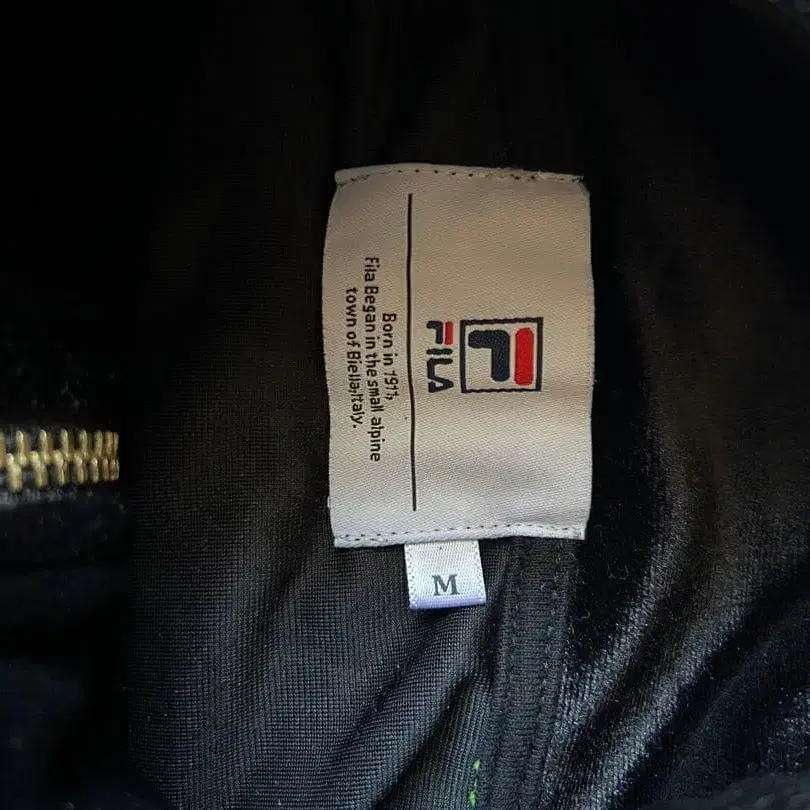 FILA
Born in 1911,
Fila Began in the small alpine
town of Biella,Italy.
M